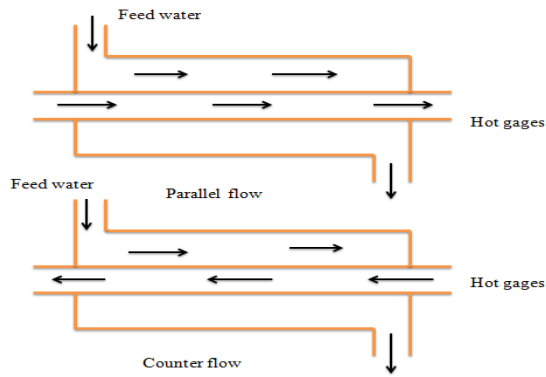 Feed water
Hot gages
Parallel flow
Feed water
Hot gages
Counter flow